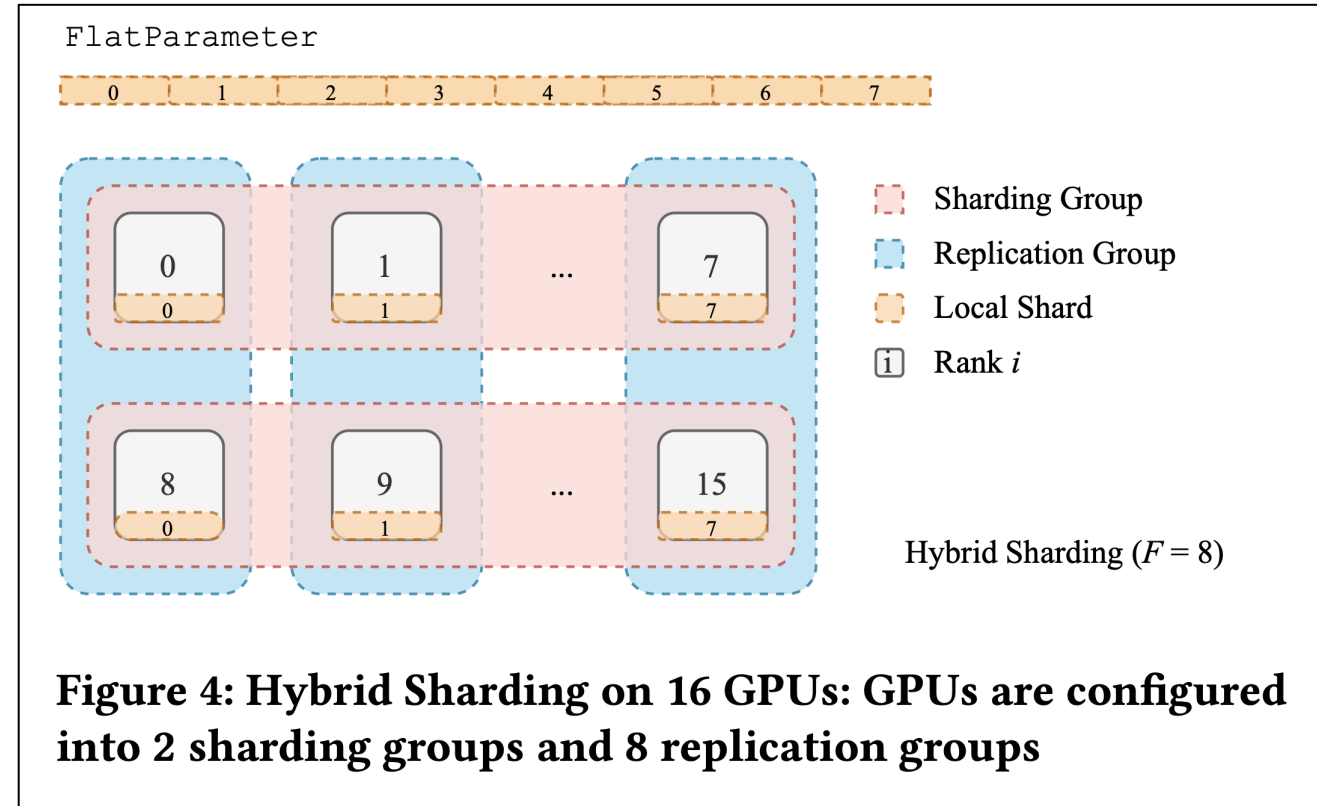 FlatParameter
0 1 2 3 4 5 6 7
0 1 ... 7
0 1 7
8 9 ... 15
0 1 7
Sharding Group
Replication Group
Local Shard
i Rank i
Hybrid Sharding (F = 8)
Figure 4: Hybrid Sharding on 16 GPUs: GPUs are configured
into 2 sharding groups and 8 replication groups